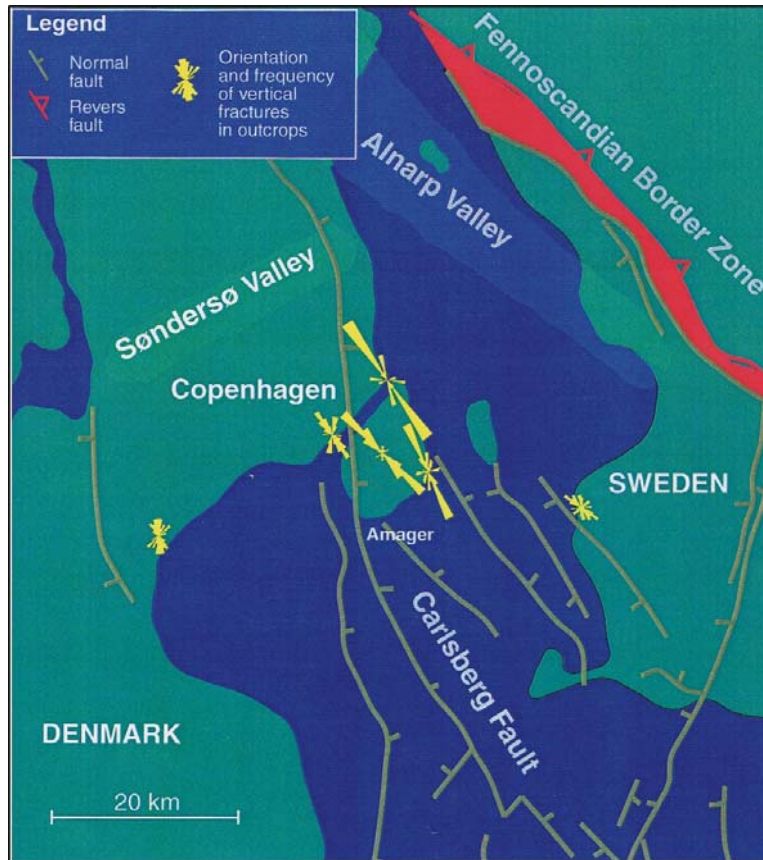 Legend
Normal
fault
Revers
fault
Orientation
and frequency
of vertical
fractures
in outcrops
Fennoscandian Border Zone
Alnarp Valley
Søndersø Valley
Copenhagen
SWEDEN
Amager
Carlsberg Fault
DENMARK
20 km